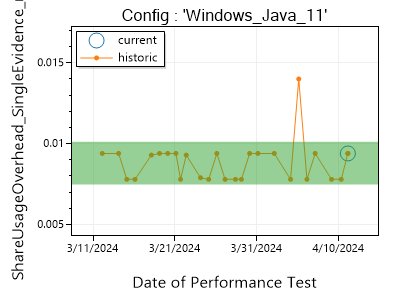 Config : 'Windows_Java_11'
current
historic
0.015
0.01
0.005
ShareUsageOverhead_SingleEvidence_
3/11/2024
3/21/2024
3/31/2024
4/10/2024
Date of Performance Test